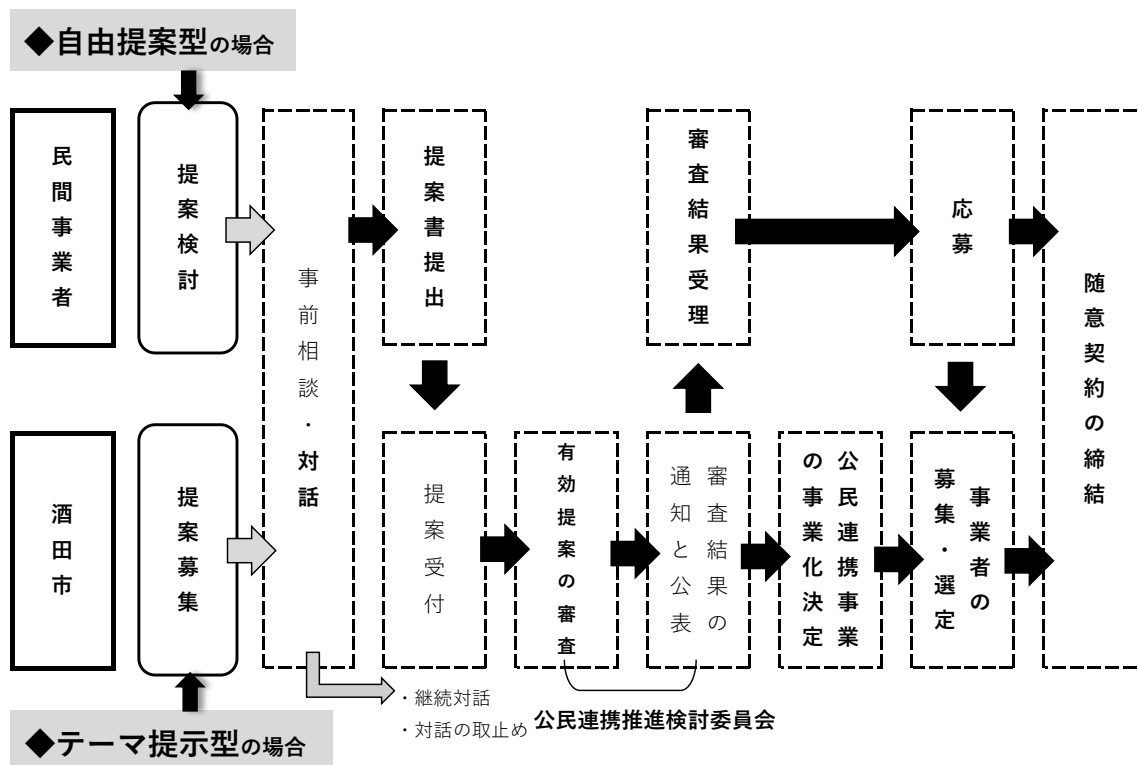 ◆自由提案型の場合
民間事業者
提案検討
事前相談・対話
提案書提出
審査結果受理
応募
随意契約の締結
酒田市
提案募集
提案受付
有効提案の審査
審査結果の
通知と公表
公民連携事業
の事業化決定
事業者の
募集・選定
・継続対話
・対話の取止め
公民連携推進検討委員会
◆テーマ提示型の場合